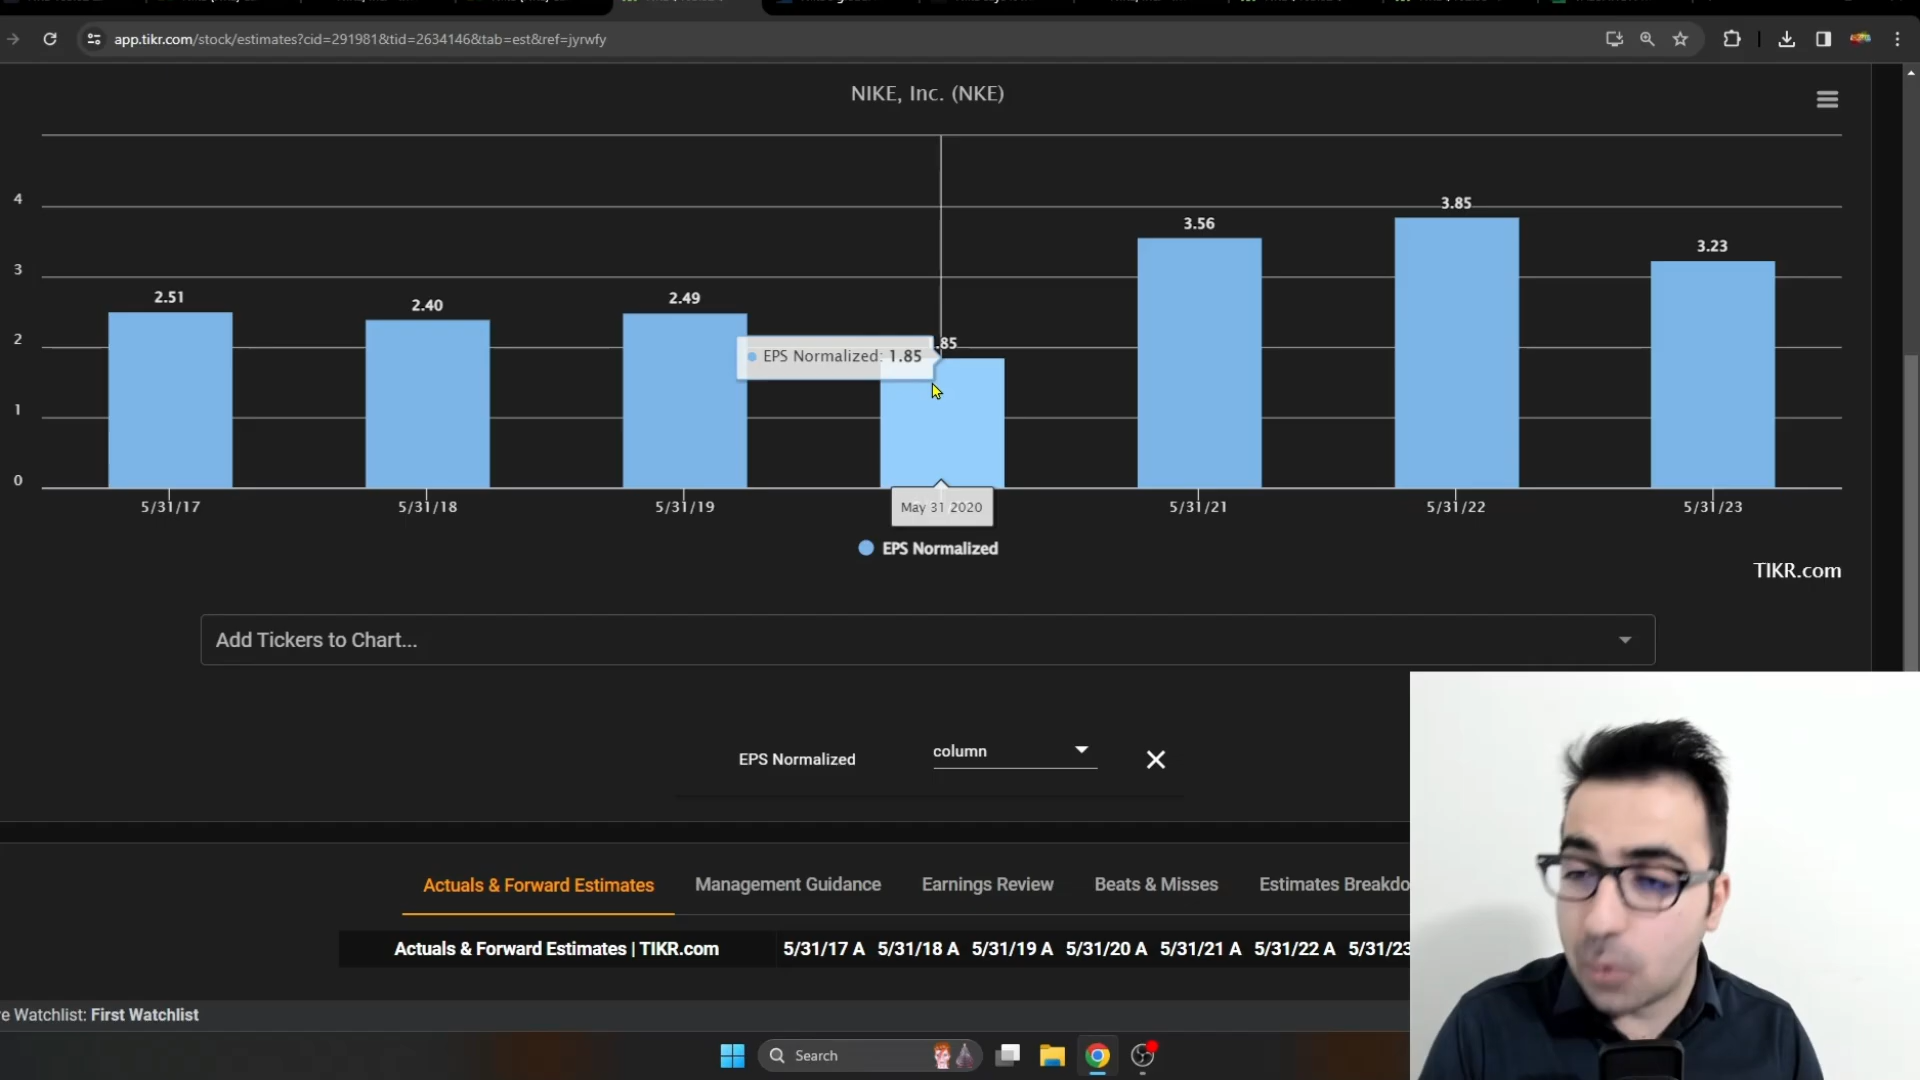 app.tikr.com/stock/estimates?cid=291981&tid=2634146&tab=est&ref=jyrwfy
NIKE, Inc. (NKE)
4
3
2
1
0
2.51
2.40
2.49
.85
3.56
3.85
3.23
EPS Normalized: 1.85
5/31/17
5/31/18
5/31/19
May 31 2020
5/31/21
5/31/22
5/31/23
EPS Normalized
TIKR.com
Add Tickers to Chart...
EPS Normalized
column
Actuals & Forward Estimates Management Guidance Earnings Review Beats & Misses Estimates Breakdo
Actuals & Forward Estimates | TIKR.com 5/31/17 A 5/31/18 A 5/31/19 A 5/31/20 A 5/31/21 A 5/31/22 A 5/31/23
e Watchlist: First Watchlist
Search